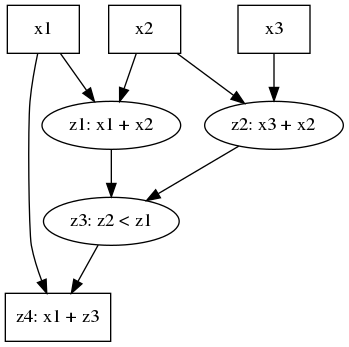 x1
x2
x3
z1: x1 + x2
z2: x3 + x2
z3: z2 < z1
z4: x1 + z3